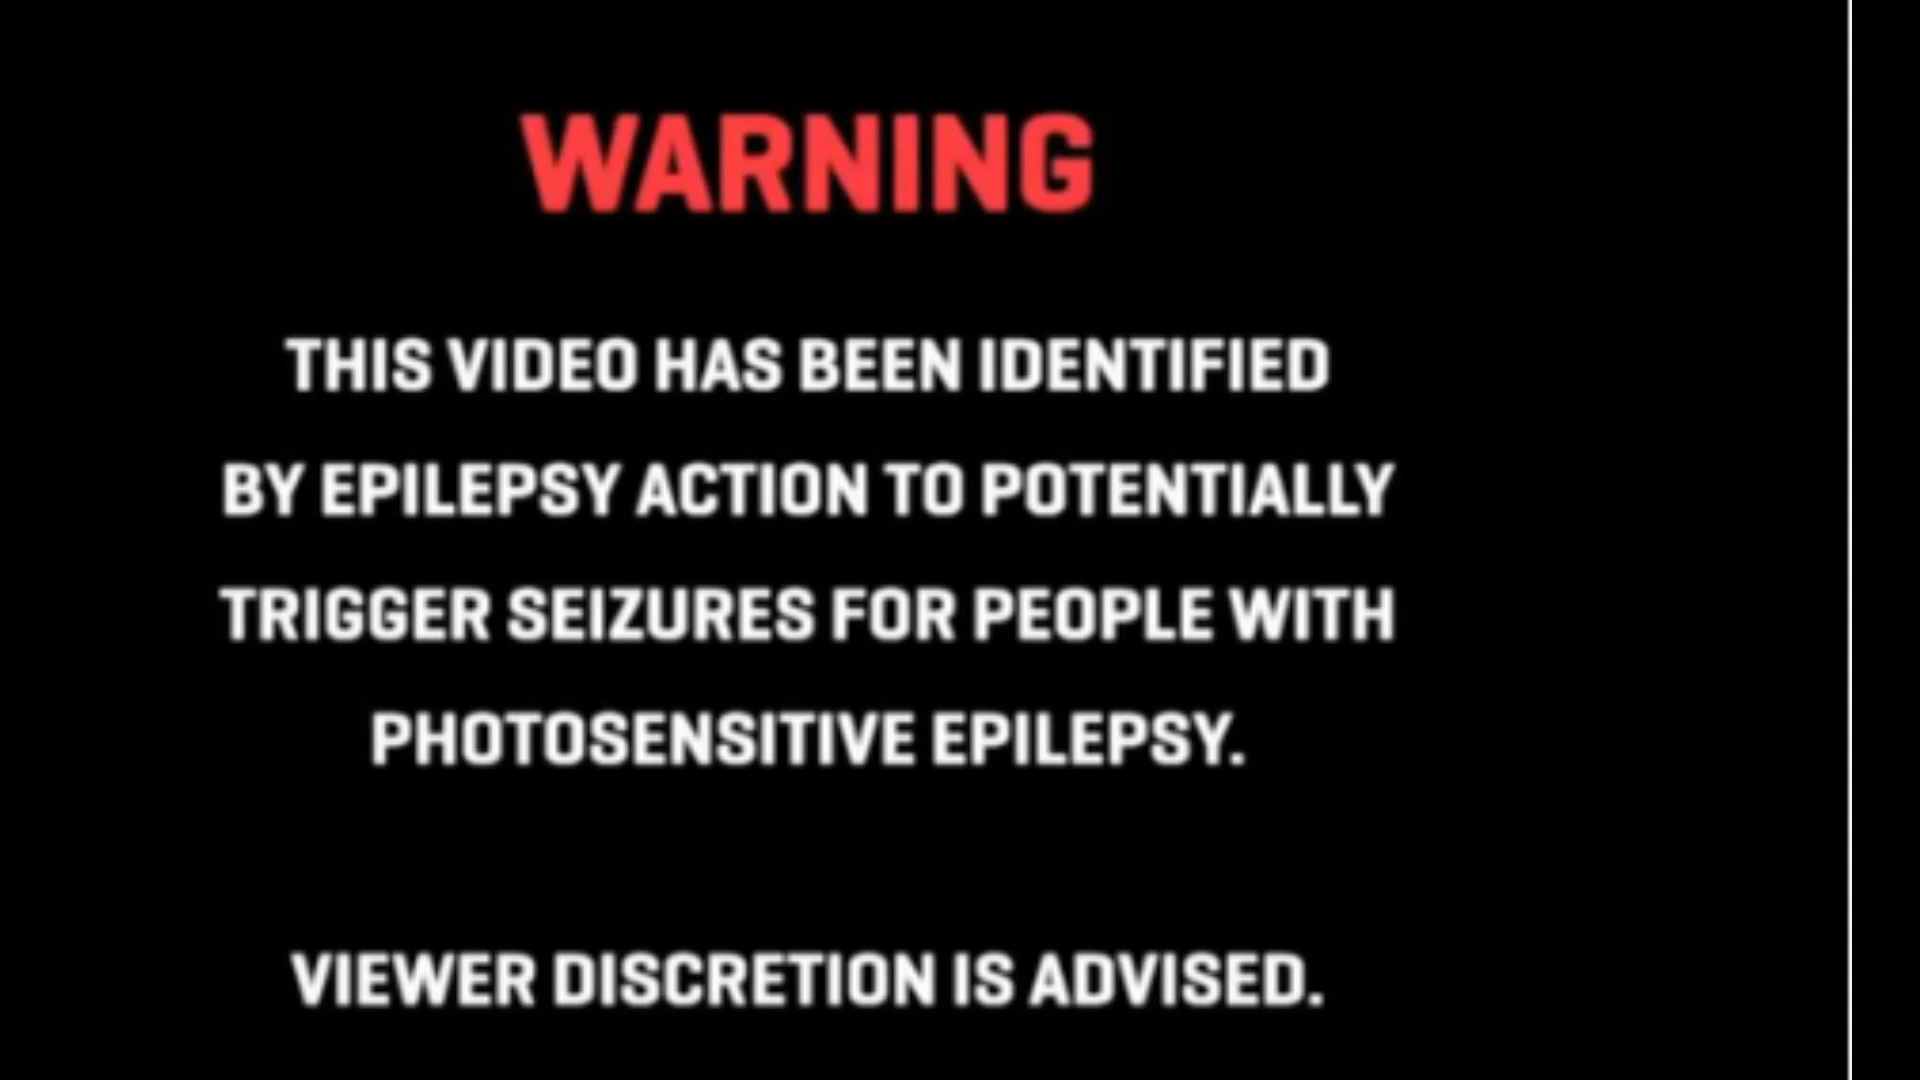 WARNING
THIS VIDEO HAS BEEN IDENTIFIED
BY EPILEPSY ACTION TO POTENTIALLY
TRIGGER SEIZURES FOR PEOPLE WITH
PHOTOSENSITIVE EPILEPSY.
VIEWER DISCRETION IS ADVISED.